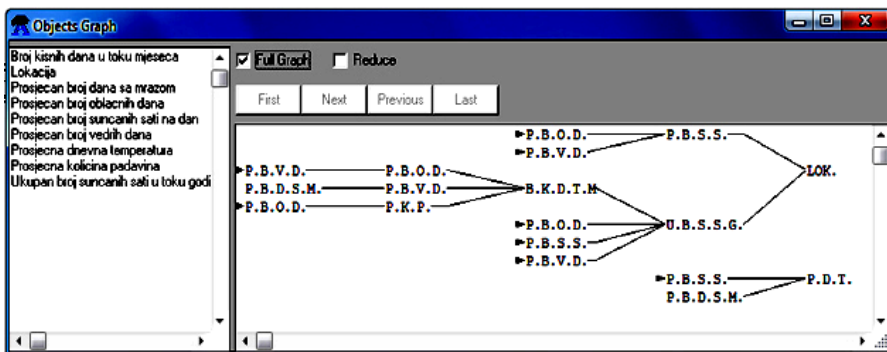 Objects Graph
Broj kisnih dana u toku mjeseca
Lokacija
Prosjecan broj dana sa mrazom
Prosjecan broj oblacnih dana
Prosjecan broj suncanih sati na dan
Prosjecan broj vedrih dana
Prosjecna dnevna temperatura
Prosjecna kolicina padavina
Ukupan broj suncanih sati u toku godi
Full Graph Reduce
First Next Previous Last
P.B.O.D. P.B.S.S.
P.B.V.D.
P.B.V.D. P.B.O.D. LOK.
P.B.D.S.M. P.B.V.D. B.K.D.T.M
P.B.O.D. P.K.P.
P.B.O.D. U.B.S.S.G.
P.B.S.S.
P.B.V.D.
P.B.S.S. P.D.T.
P.B.D.S.M.